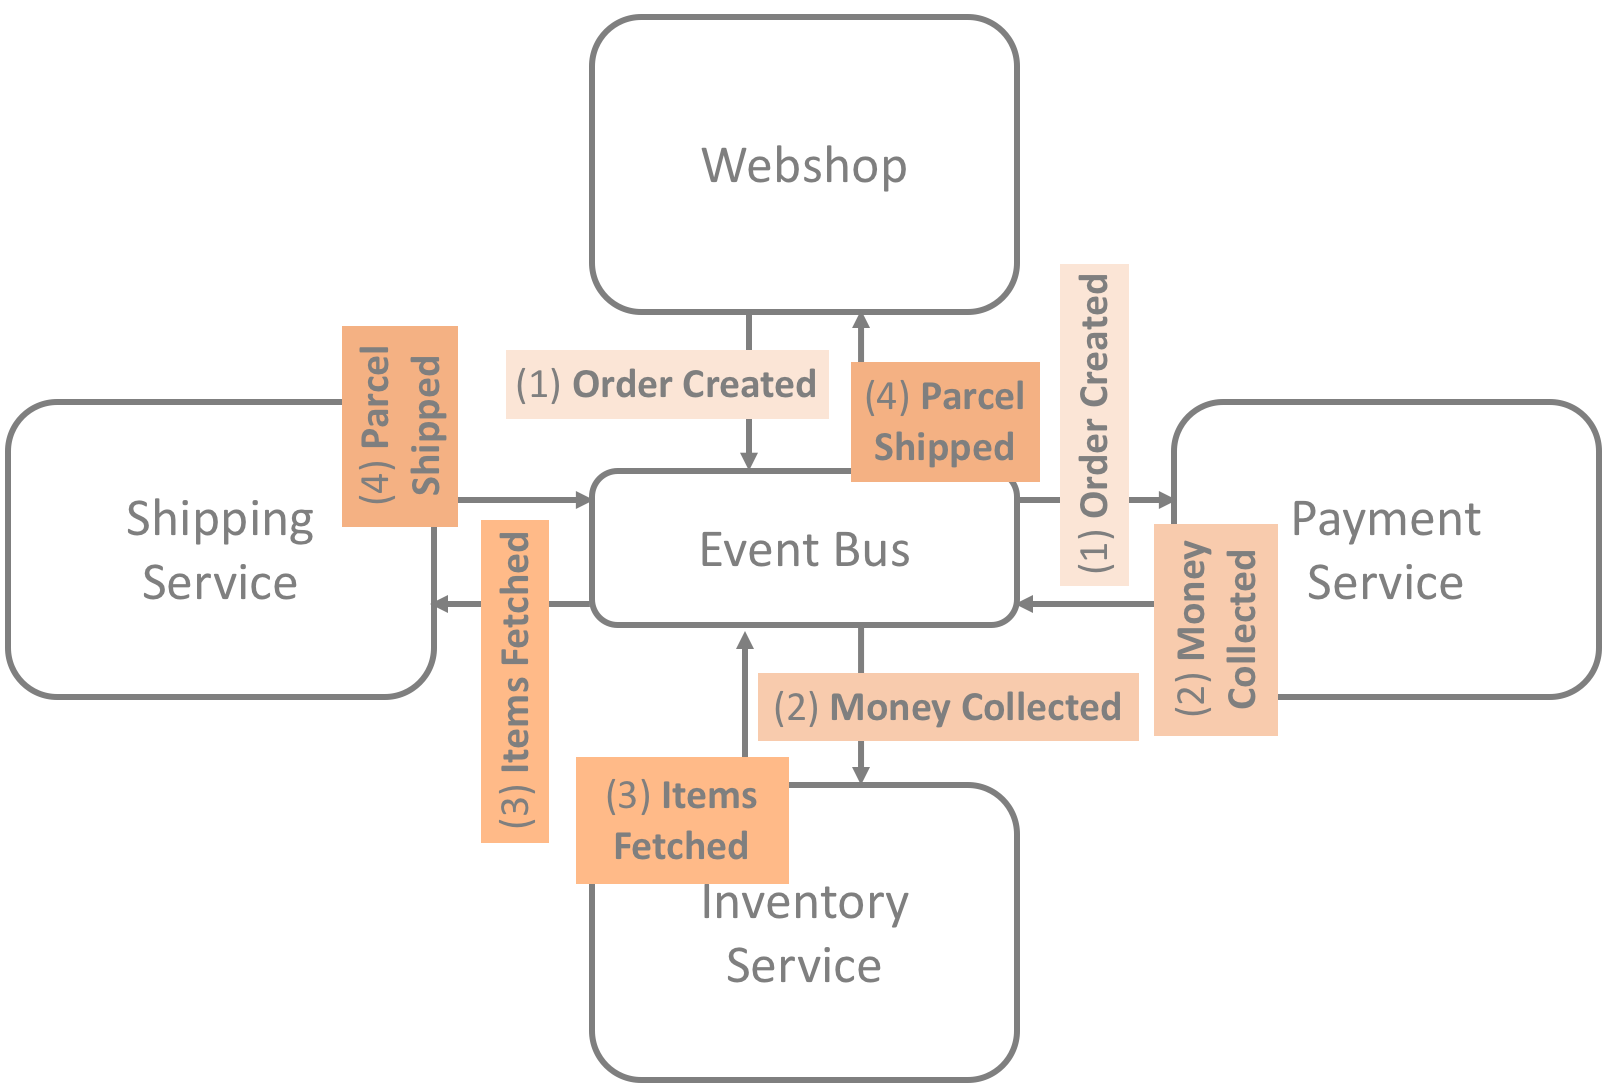 Webshop
(1) Order Created
(4) Parcel
Shipped
(1) Order Created
(4) Parcel
Shipped
Shipping
Service
Event Bus
Payment
Service
(3) Items Fetched
(2) Money
Collected
(2) Money Collected
(3) Items
Fetched
Inventory
Service